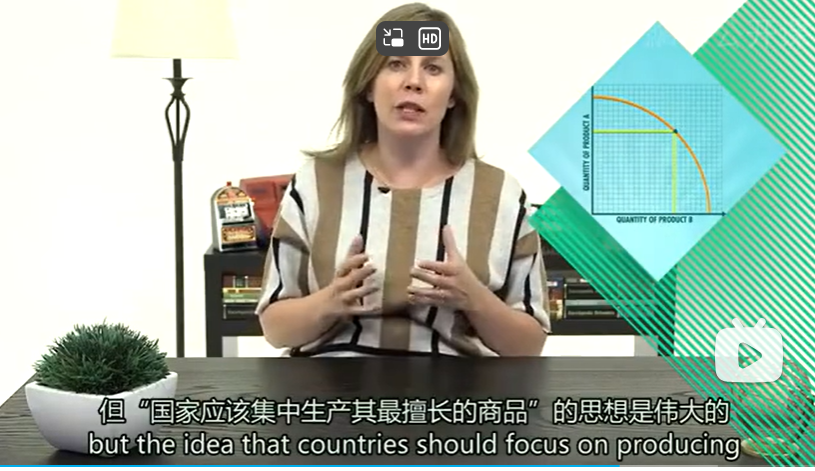 HD
QUANTITY OF PRODUCT A
QUANTITY OF PRODUCT B
但“国家应该集中生产其最擅长的商品”的思想是伟大的
but the idea that countries should focus on producing